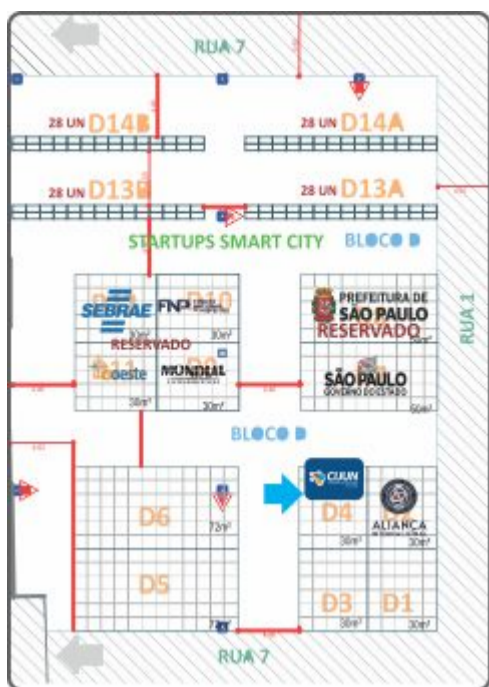 RUA 7
28 UN D14B
28 UN D14A
28 UN
28 UN D13A
STARTUPS SMART CITY
BLOCO D
RUA 1
SEBRAE
FNP
D10
30m²
30m²
RESERVADO
oeste
MUNDIAL
30m²
30m²
PREFEITURA DE
SÃO PAULO
RESERVADO
SÃO PAULO
GOVERNO DO ESTADO
50m²
BLOCO D
D6
72m²
D5
D4
30m²
ALIANÇA
30m²
D3
30m²
D1
30m²
RUA 7